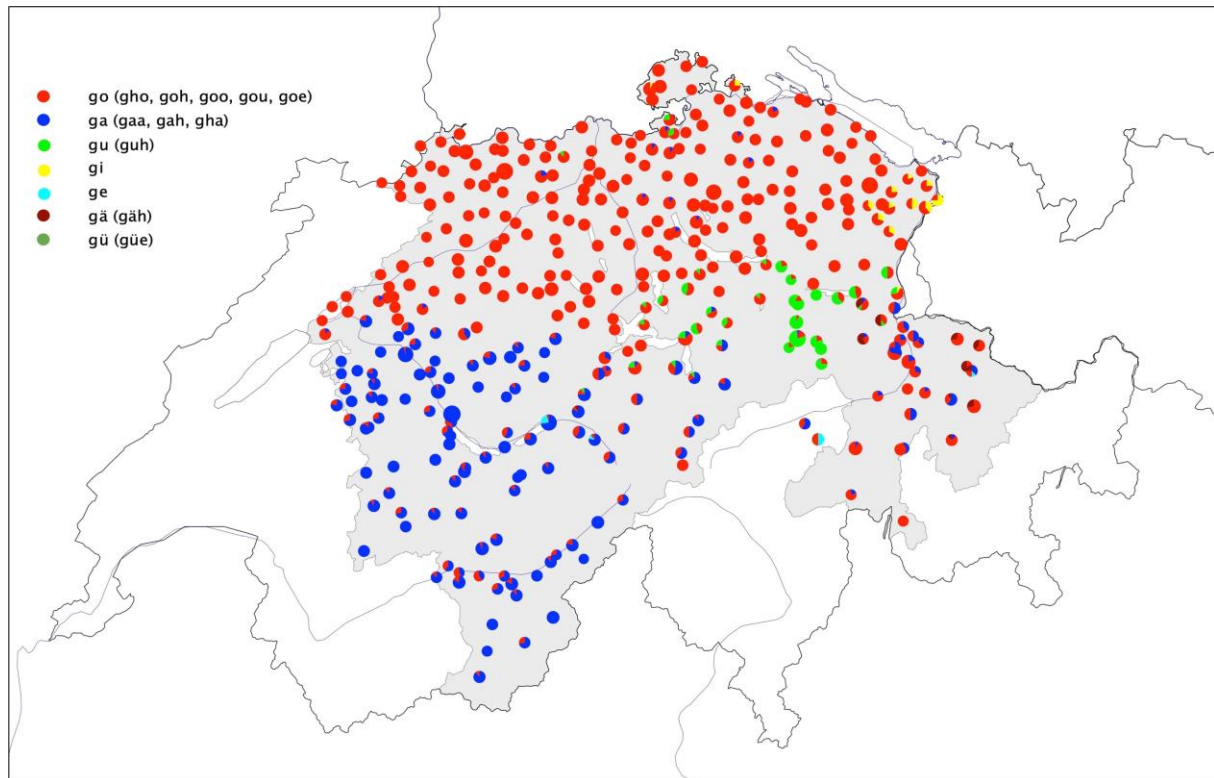 go (gho, goh, goo, gou, goe)
ga (gaa, gah, gha)
gu (guh)
gi
ge
gä (gäh)
gü (güe)